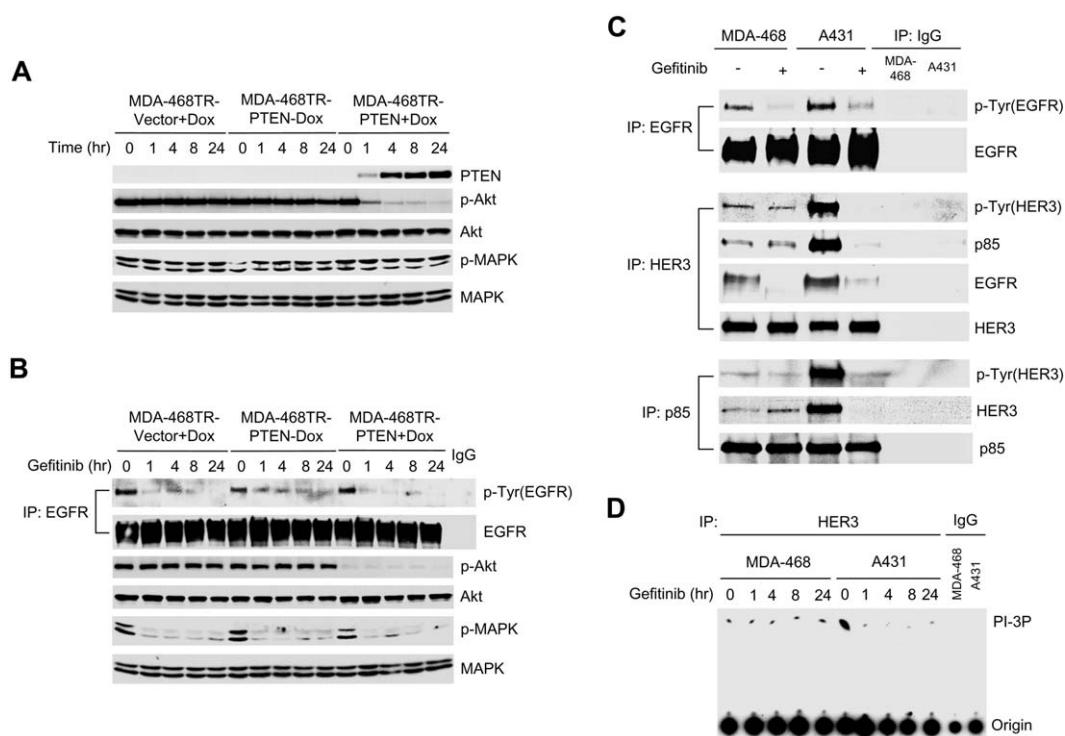 A
MDA-468TR- MDA-468TR- MDA-468TR-
Vector+Dox PTEN-Dox PTEN+Dox
Time (hr) 0 1 4 8 24 0 1 4 8 24 0 1 4 8 24
PTEN
p-Akt
Akt
p-MAPK
MAPK
B
MDA-468TR- MDA-468TR- MDA-468TR-
Vector+Dox PTEN-Dox PTEN+Dox
Gefitinib (hr) 0 1 4 8 24 0 1 4 8 24 0 1 4 8 24 IgG
IP: EGFR
p-Tyr(EGFR)
EGFR
p-Akt
Akt
p-MAPK
MAPK
C
MDA-468 A431 IP: IgG
Gefitinib - + - + MDA-468 A431
IP: EGFR
p-Tyr(EGFR)
EGFR
IP: HER3
p-Tyr(HER3)
p85
EGFR
HER3
IP: p85
p-Tyr(HER3)
HER3
p85
D
IP: HER3 IgG
MDA-468 A431 MDA-468 A431
Gefitinib (hr) 0 1 4 8 24 0 1 4 8 24
PI-3P
Origin